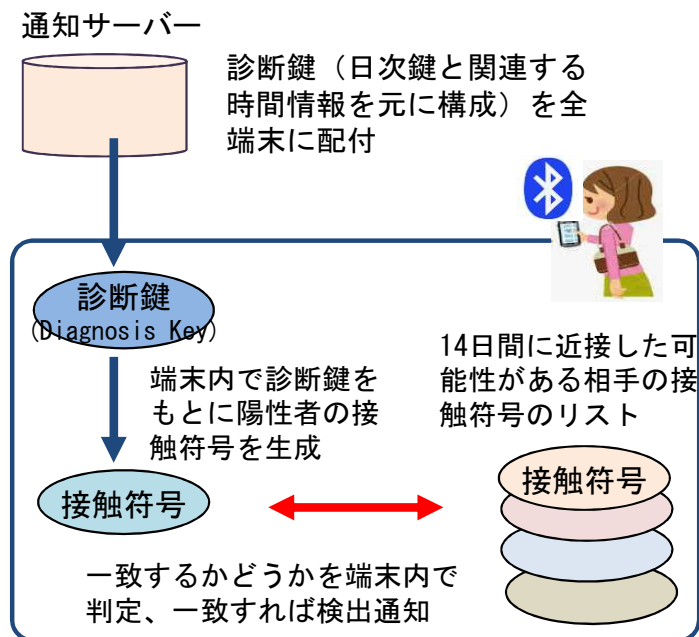 通知サーバー
診断鍵（日次鍵と関連する
時間情報を元に構成）を全
端末に配付
診断鍵
(Diagnosis Key)
端末内で診断鍵を
もとに陽性者の接
触符号を生成
14日間に近接した可
能性がある相手の接
触符号のリスト
接触符号
接触符号
一致するかどうかを端末内で
判定、一致すれば検出通知